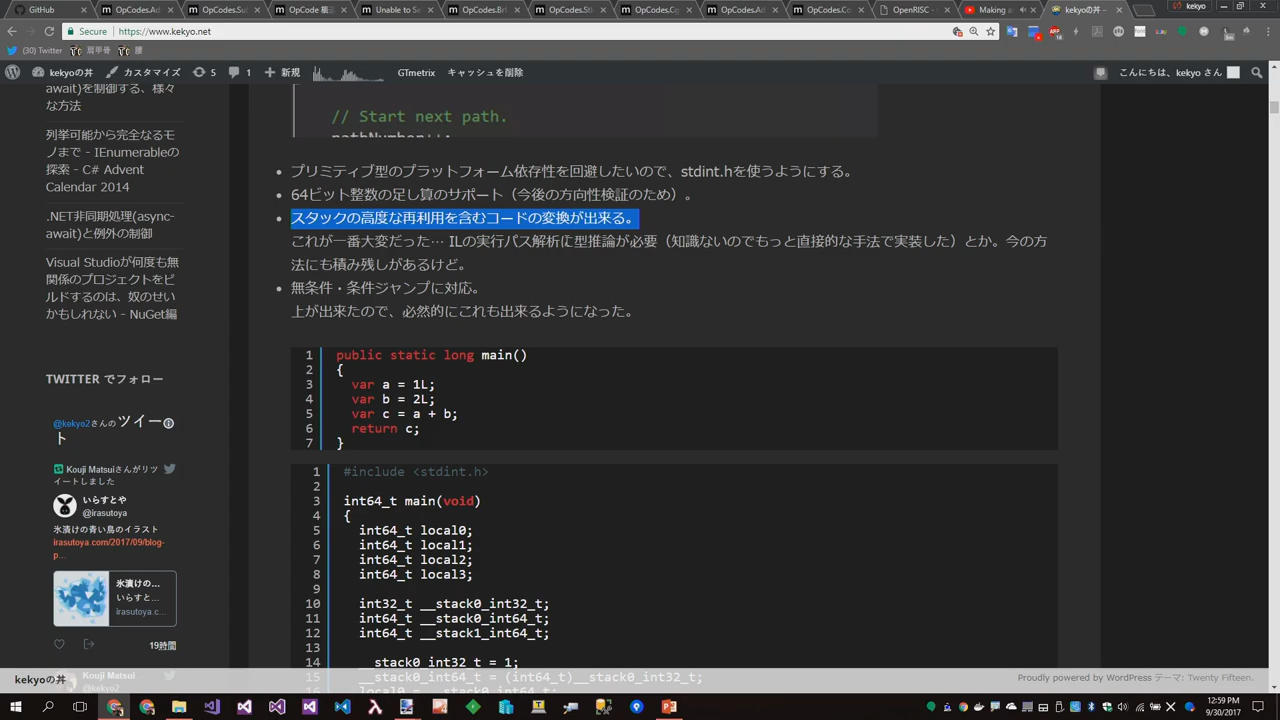 GitHub
OpCodes.Ad
OpCodes.Su
OpCode 構
Unable to Se
OpCodes.Br
OpCodes.St
OpCodes.Cg
OpCodes.Ad
OpCodes.Co
OpenRISC -
Making a
kekyoの丼 -
kekyo
Secure
https://www.kekyo.net
(30) Twitter
肩甲骨
腰
kekyoの丼
カスタマイズ
5
1
新規
GTmetrix
キャッシュを削除
こんにちは、kekyo さん
await)を制御する、様々
な方法
列挙可能から完全なるモ
ノまで - IEnumerableの
探索 - C# Advent
Calendar 2014
.NET非同期処理(async-
await)と例外の制御
Visual Studioが何度も無
関係のプロジェクトをビ
ルドするのは、奴のせい
かもしれない - NuGet編
TWITTER でフォロー
@kekyo2さんのツイー
ト
Kouji Matsuiさんがリツ
イートしました
いらすとや
@irasutoya
氷漬けの青い鳥のイラスト
irasutoya.com/2017/09/blog-
p...
氷漬けの...
いらすと...
irasutoya.c...
19時間
Kouji Matsui...
@kekyo2
// Start next path.
pathNumber++;
プリミティブ型のプラットフォーム依存性を回避したいので、stdint.hを使うようにする。
64ビット整数の足し算のサポート（今後の方向性検証のため）。
スタックの高度な再利用を含むコードの変換が出来る。
これが一番大変だった… ILの実行パス解析に型推論が必要（知識ないのでもっと直接的な手法で実装した）とか。今の方
法にも積み残しがあるけど。
無条件・条件ジャンプに対応。
上が出来たので、必然的にこれも出来るようになった。
1 public static long main()
2 {
3 var a = 1L;
4 var b = 2L;
5 var c = a + b;
6 return c;
7 }
1 #include <stdint.h>
2
3 int64_t main(void)
4 {
5 int64_t local0;
6 int64_t local1;
7 int64_t local2;
8 int64_t local3;
9
10 int32_t __stack0_int32_t;
11 int64_t __stack0_int64_t;
12 int64_t __stack1_int64_t;
13
14 __stack0_int32_t = 1;
15 __stack0_int64_t = (int64_t)__stack0_int32_t;
16 local0 = __stack0_int64_t;
kekyoの丼
Proudly powered by WordPress テーマ: Twenty Fifteen.
12:59 PM
9/30/2017